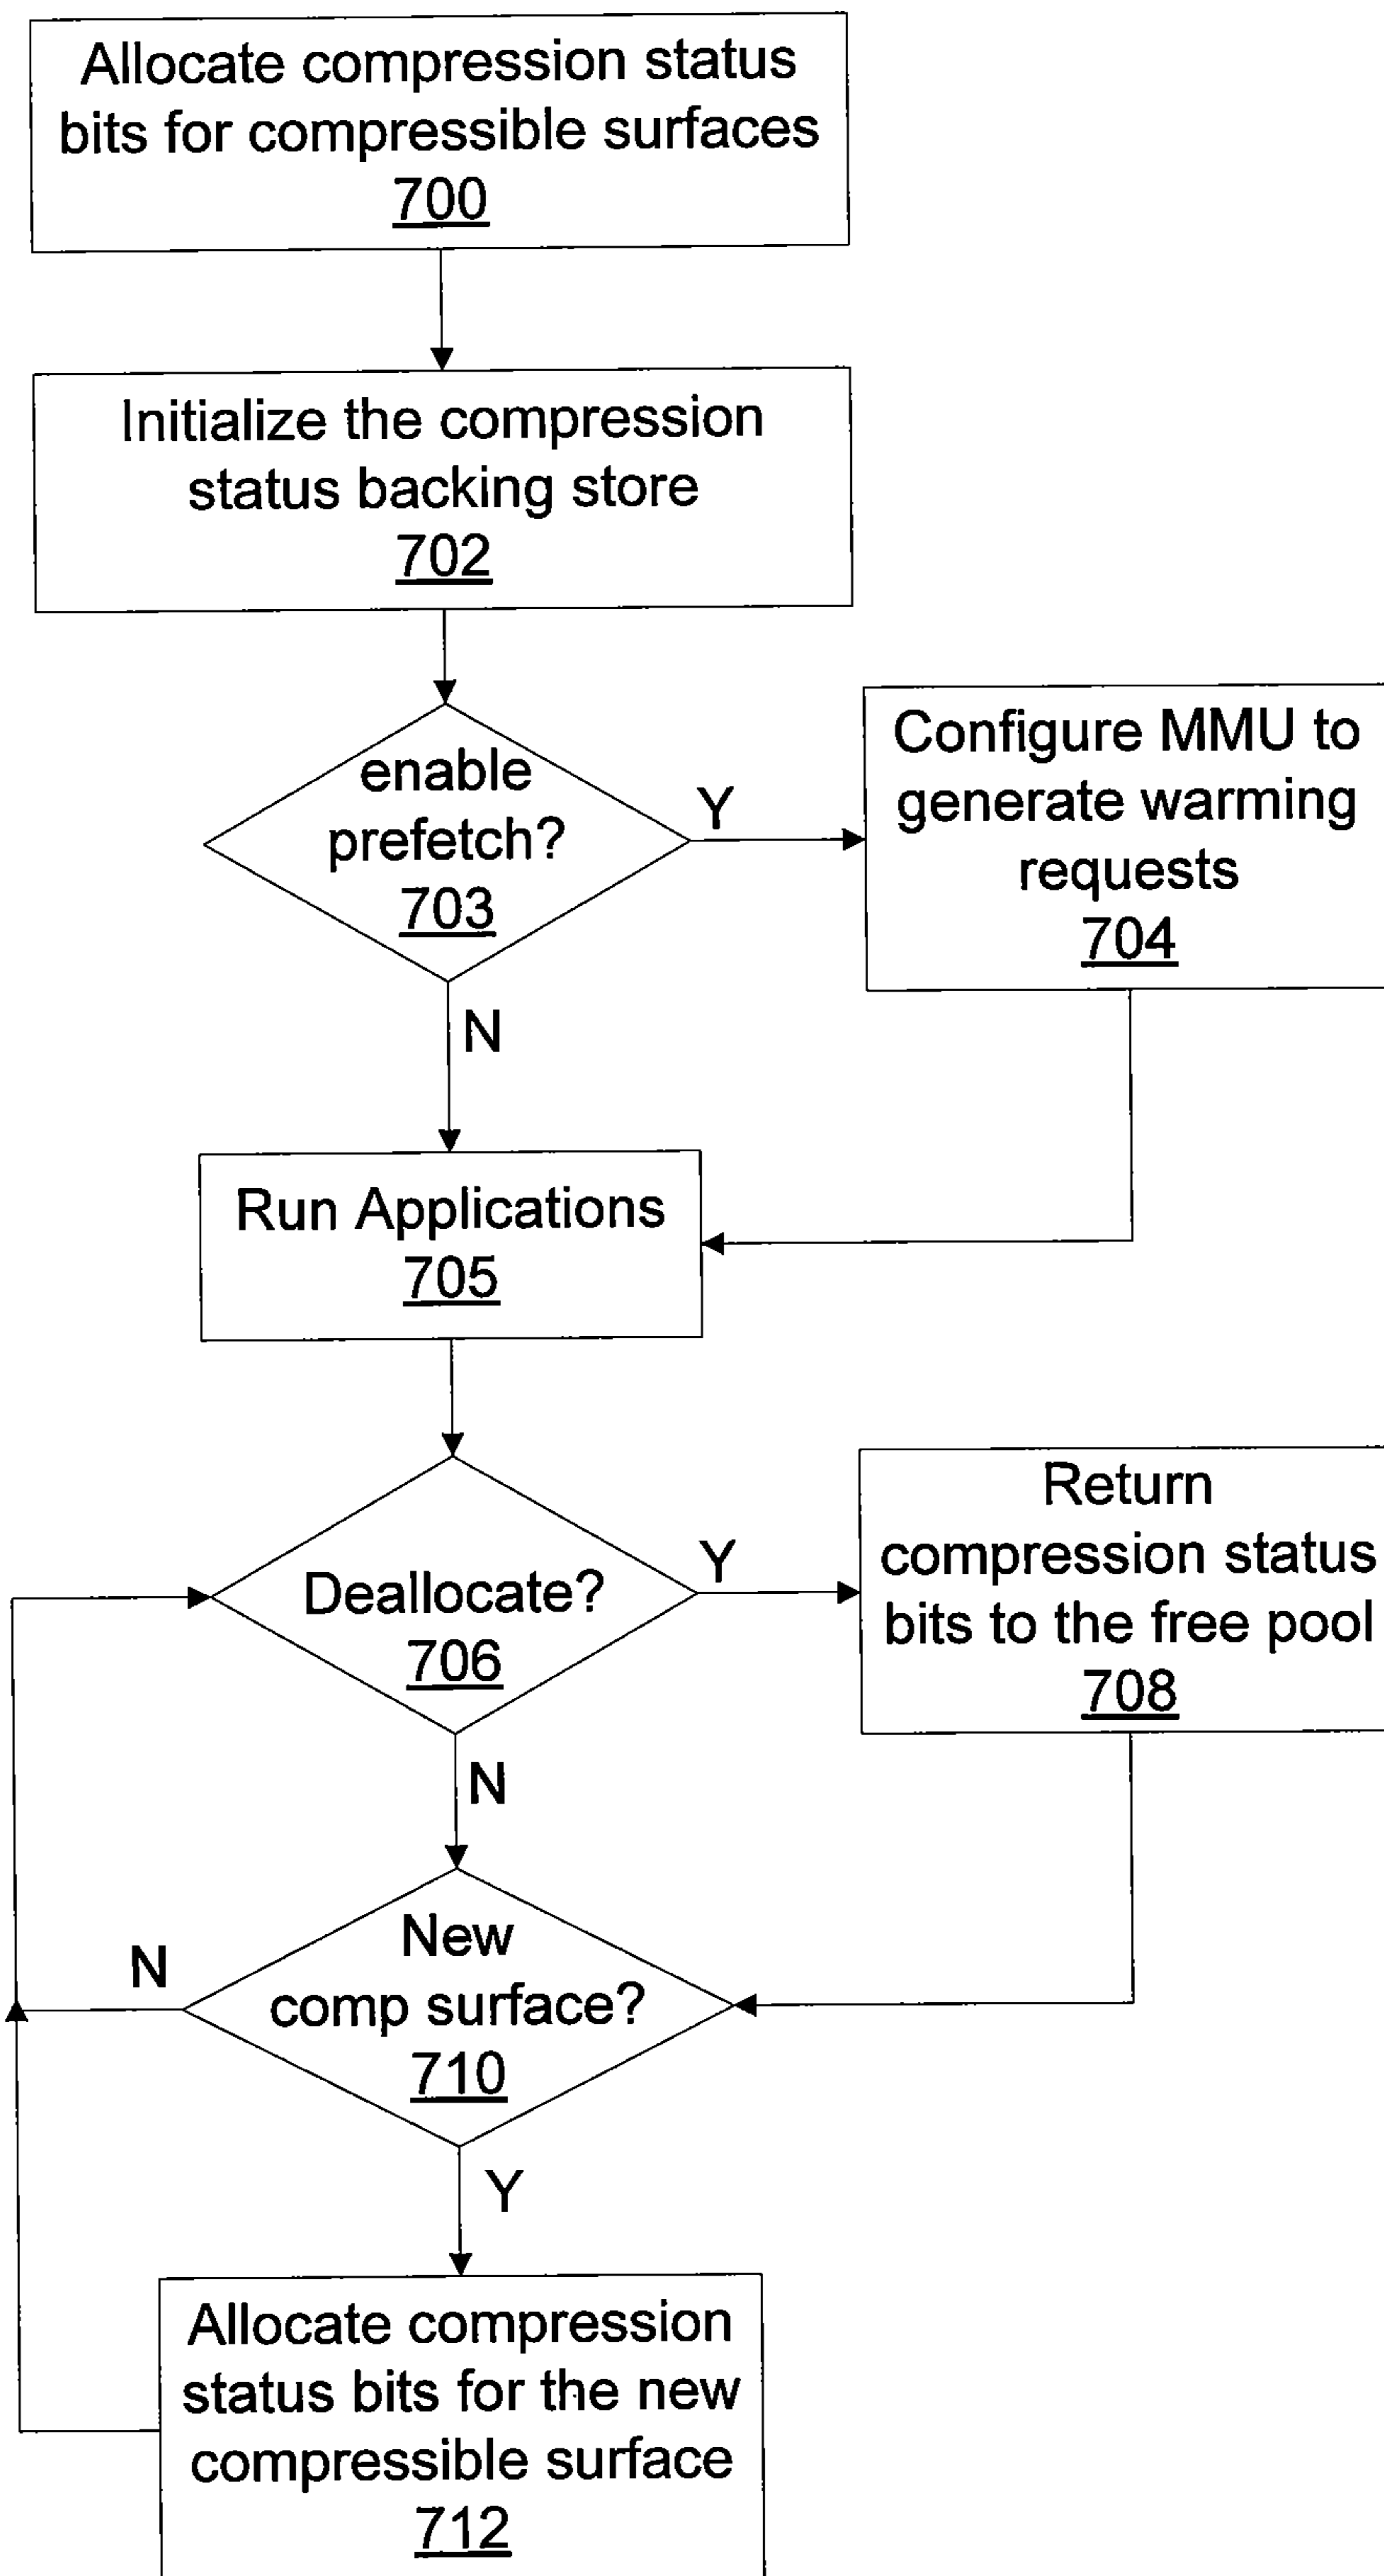 Allocate compression status
bits for compressible surfaces
700
Initialize the compression
status backing store
702
enable
prefetch?
703
Y
Configure MMU to
generate warming
requests
704
N
Run Applications
705
Deallocate?
706
Y
Return
compression status
bits to the free pool
708
N
New
comp surface?
710
N
Y
Allocate compression
status bits for the new
compressible surface
712